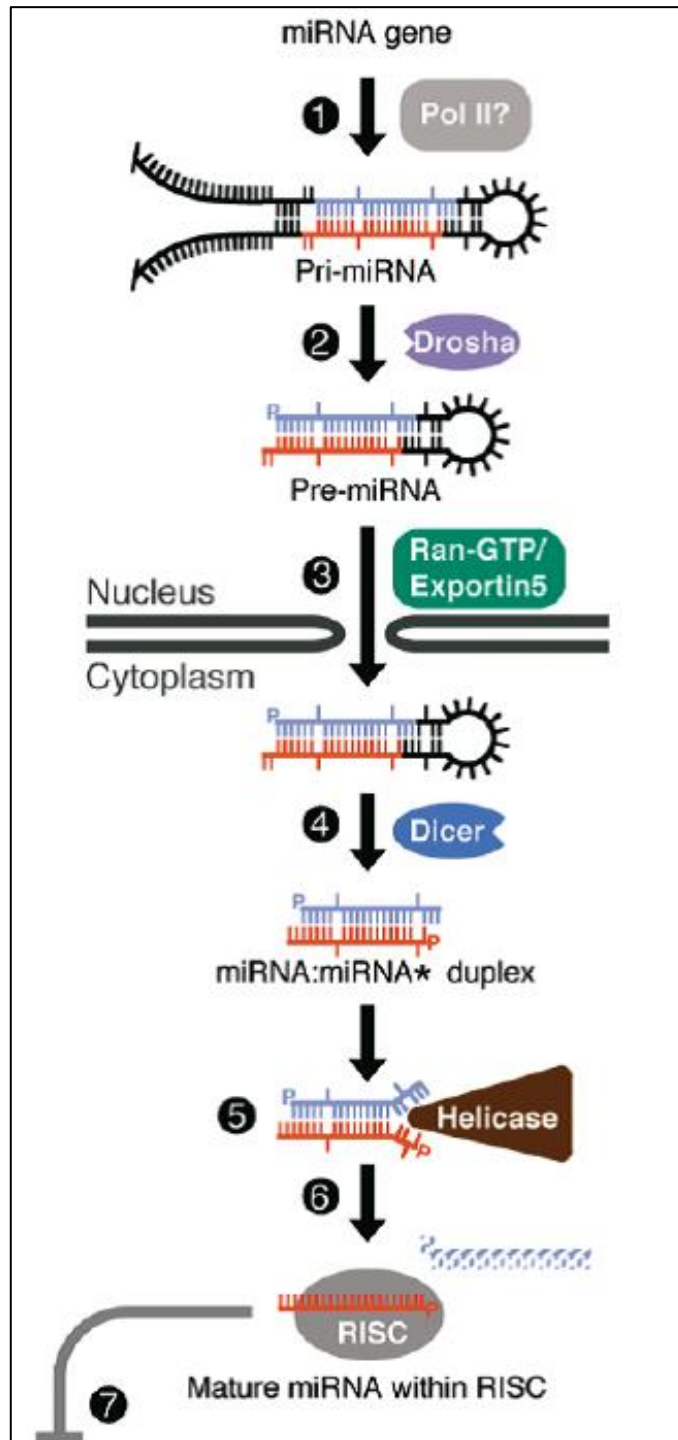 miRNA gene
1
Pol II?
Pri-miRNA
2
Drosha
P
Pre-miRNA
3
Ran-GTP/
Exportin5
Nucleus
Cytoplasm
P
4
Dicer
P
P
miRNA:miRNA* duplex
P
5
Helicase
P
6
P
RISC
Mature miRNA within RISC
7